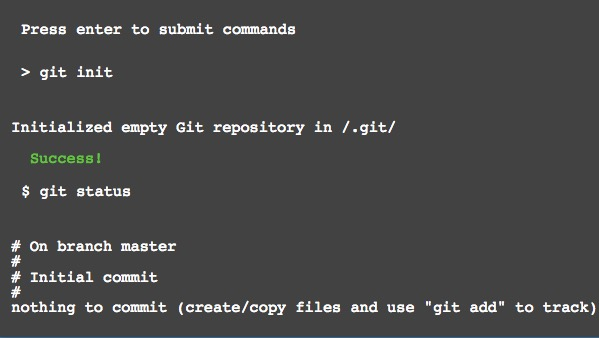 Press enter to submit commands
> git init
Initialized empty Git repository in /.git/
Success!
$ git status
# On branch master
#
# Initial commit
#
nothing to commit (create/copy files and use "git add" to track)